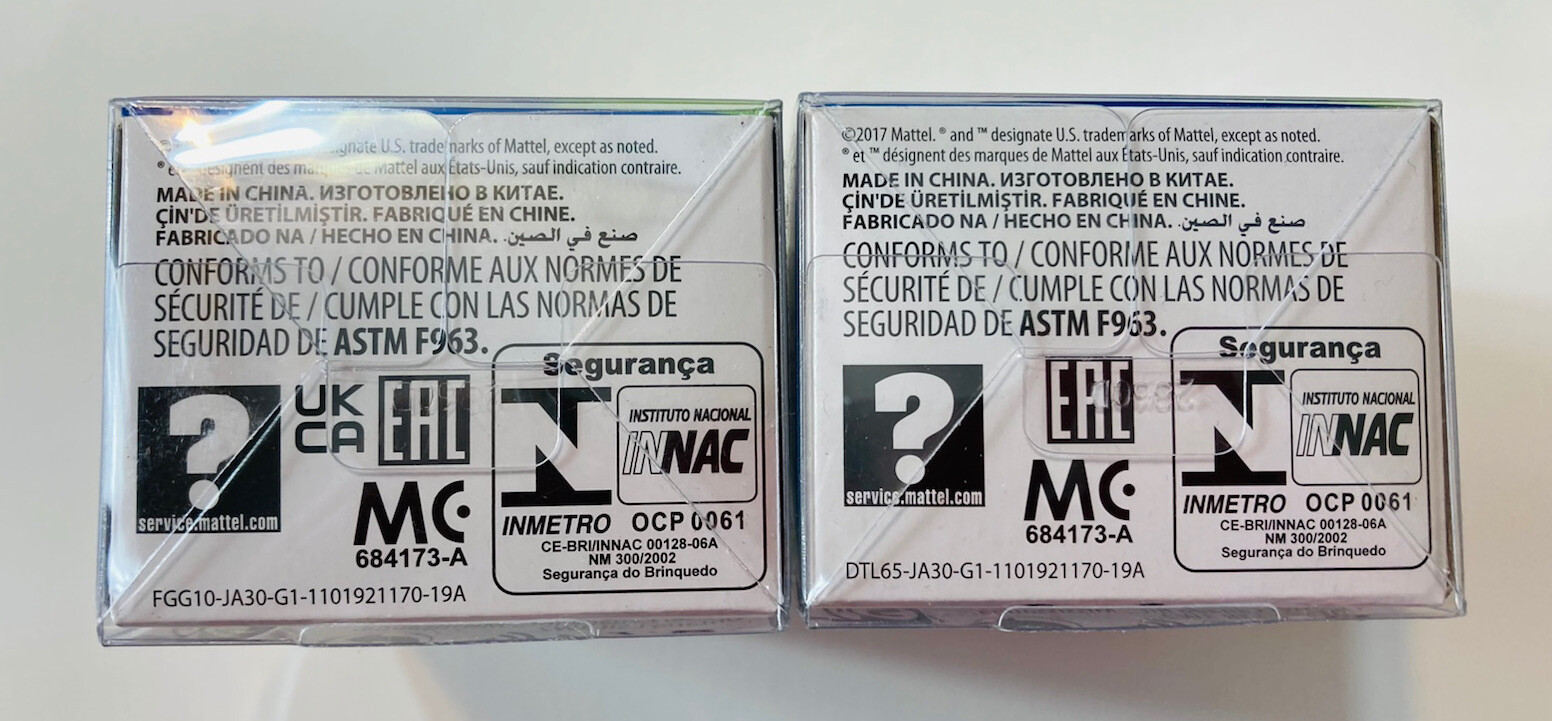 gnate U.S. trademarks of Mattel, except as noted.
® et designent des marques de Mattel aux États-Unis, sauf indication contraire.
MADE IN CHINA. ИЗГОТОВЛЕНО В КИТАЕ.
ÇİN'DE ÜRETİLMİŞTİR. FABRIQUÉ EN CHINE.
FABRICADO NA / HECHO EN CHINA. صنع في الصين.
CONFORMS TO / CONFORME AUX NORMES DE
SÉCURITÉ DE / CUMPLE CON LAS NORMAS DE
SEGURIDAD DE ASTM F963.
?
service.mattel.com
UK
CA
EAC
MC
684173-A
Segurança
N
INMETRO
INSTITUTO NACIONAL
INNAC
OCP 0061
CE-BRI/INNAC 00128-06A
NM 300/2002
Segurança do Brinquedo
FGG10-JA30-G1-1101921170-19A
©2017 Mattel. ® and ™ designate U.S. trademarks of Mattel, except as noted.
® et ™ désignent des marques de Mattel aux États-Unis, sauf indication contraire.
MADE IN CHINA. ИЗГОТОВЛЕНО В КИТАЕ.
ÇİN'DE ÜRETİLMİŞTİR. FABRIQUÉ EN CHINE.
FABRICADO NA / HECHO EN CHINA. صنع في الصين.
CONFORMS TO / CONFORME AUX NORMES DE
SÉCURITÉ DE / CUMPLE CON LAS NORMAS DE
SEGURIDAD DE ASTM F963.
?
service.mattel.com
EAC
MC
684173-A
Segurança
N
INMETRO
INSTITUTO NACIONAL
INNAC
OCP 0061
CE-BRI/INNAC 00128-06A
NM 300/2002
Segurança do Brinquedo
DTL65-JA30-G1-1101921170-19A